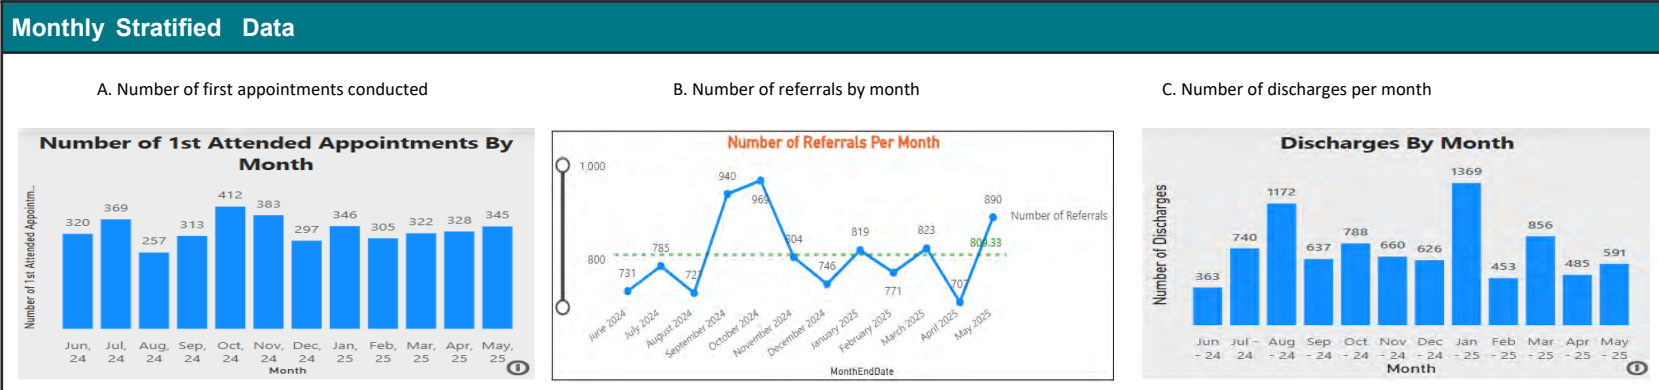 Monthly Stratified Data
A. Number of first appointments conducted
B. Number of referrals by month
C. Number of discharges per month
Number of 1st Attended Appointments By
Month
Number of 1st Attended Appointm...
320
369
257
313
412
383
297
346
305
322
328
345
Jun, 24
Jul, 24
Aug, 24
Sep, 24
Oct, 24
Nov, 24
Dec, 24
Jan, 25
Feb, 25
Mar, 25
Apr, 25
May, 25
Month
Number of Referrals Per Month
1,000
800
731
785
727
940
969
804
746
819
771
823
707
890
809.33
Number of Referrals
June 2024
July 2024
August 2024
September 2024
October 2024
November 2024
December 2024
January 2025
February 2025
March 2025
April 2025
May 2025
MonthEndDate
Discharges By Month
Number of Discharges
363
740
1172
637
788
660
626
1369
453
856
485
591
Jun - 24
Jul - 24
Aug - 24
Sep - 24
Oct - 24
Nov - 24
Dec - 24
Jan - 25
Feb - 25
Mar - 25
Apr - 25
May - 25
Month